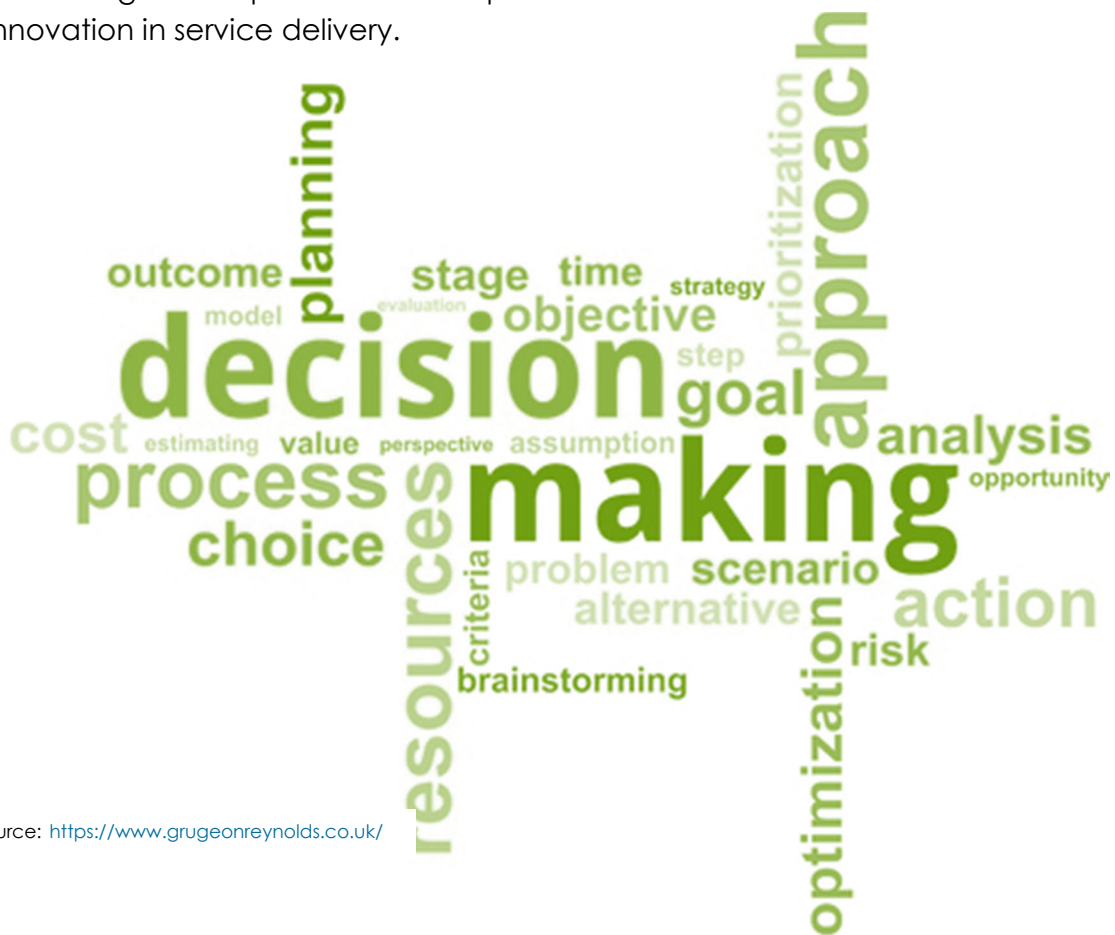 nnovation in service delivery.
planning
prioritization
approach
outcome
stage
time
strategy
model
evaluation
objective
decision
step
goal
cost
estimating
value
perspective
assumption
analysis
process
resources
making
opportunity
choice
criteria
problem
scenario
alternative
action
optimization
risk
brainstorming
urce: https://www.grugeonreynolds.co.uk/